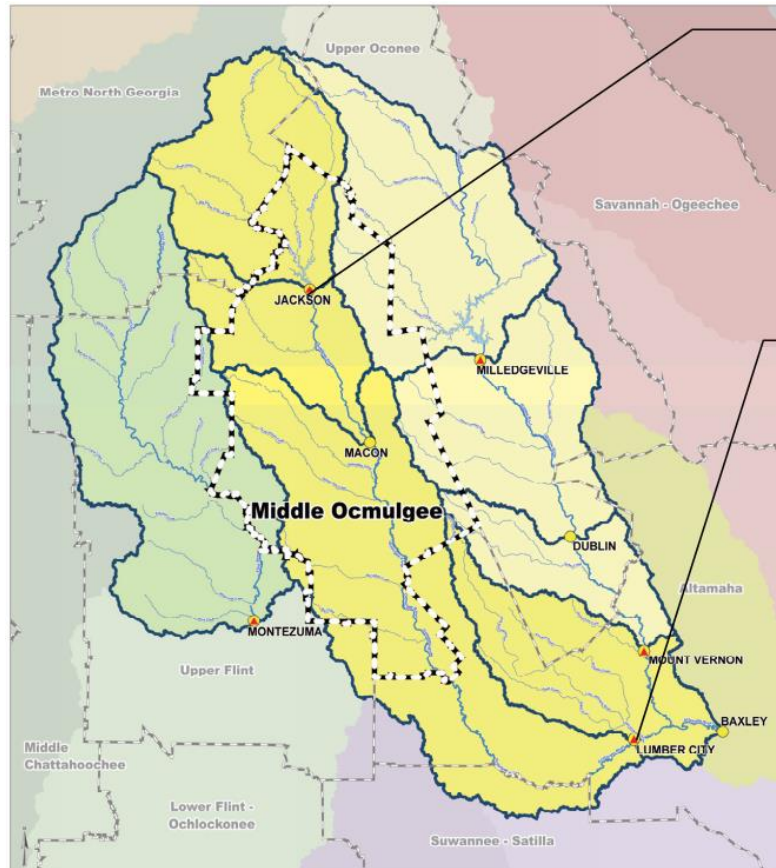 Upper Oconee
Metro North Georgia
Savannah - Ogeechee
JACKSON
MILLEDGEVILLE
MACON
Middle Ocmulgee
DUBLIN
Altamaha
MONTEZUMA
MOUNT VERNON
Upper Flint
BAXLEY
LUMBER CITY
Middle
Chattahoochee
Lower Flint -
Ochlockonee
Suwannee - Satilla